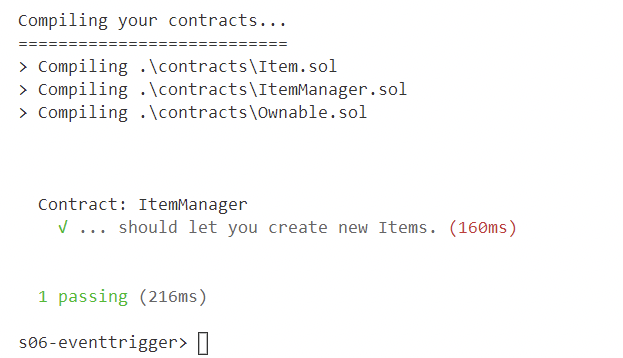 Compiling your contracts...
===========================
> Compiling .\contracts\Item.sol
> Compiling .\contracts\ItemManager.sol
> Compiling .\contracts\Ownable.sol
Contract: ItemManager
√ ... should let you create new Items. (160ms)
1 passing (216ms)
s06-eventtrigger>